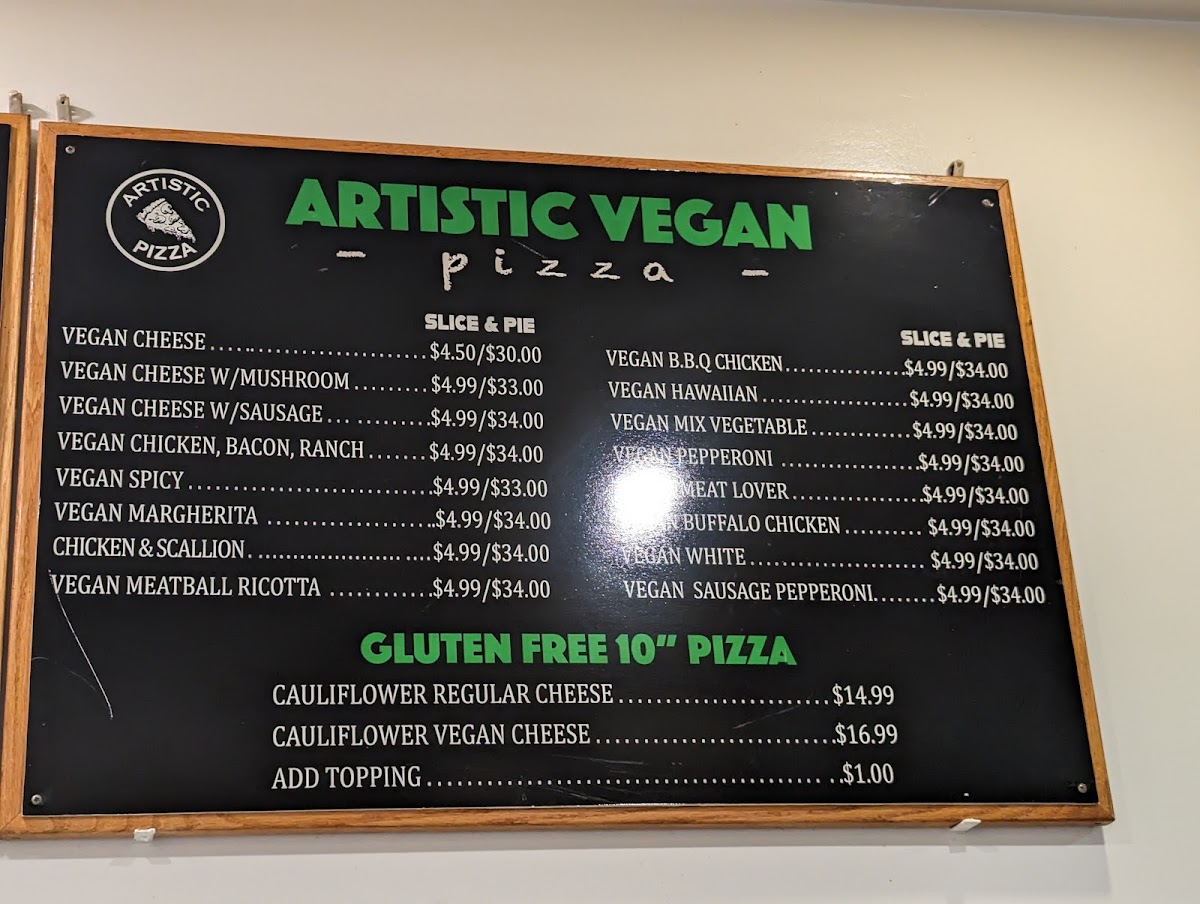 ARTISTIC
PIZZA
ARTISTIC VEGAN
- pizza -
SLICE & PIE
VEGAN CHEESE........................$4.50/$30.00
VEGAN CHEESE W/MUSHROOM.........$4.99/$33.00
VEGAN CHEESE W/SAUSAGE............$4.99/$34.00
VEGAN CHICKEN, BACON, RANCH.......$4.99/$34.00
VEGAN SPICY..........................$4.99/$33.00
VEGAN MARGHERITA ....................$4.99/$34.00
CHICKEN & SCALLION............................$4.99/$34.00
VEGAN MEATBALL RICOTTA ............$4.99/$34.00
SLICE & PIE
VEGAN B.B.Q CHICKEN................$4.99/$34.00
VEGAN HAWAIIAN...................$4.99/$34.00
VEGAN MIX VEGETABLE.............$4.99/$34.00
VEGAN PEPPERONI .................$4.99/$34.00
MEAT LOVER.................$4.99/$34.00
BUFFALO CHICKEN.......... $4.99/$34.00
VEGAN WHITE...................... $4.99/$34.00
VEGAN SAUSAGE PEPPERONI........$4.99/$34.00
GLUTEN FREE 10" PIZZA
CAULIFLOWER REGULAR CHEESE......................$14.99
CAULIFLOWER VEGAN CHEESE.........................$16.99
ADD TOPPING...........................................$1.00